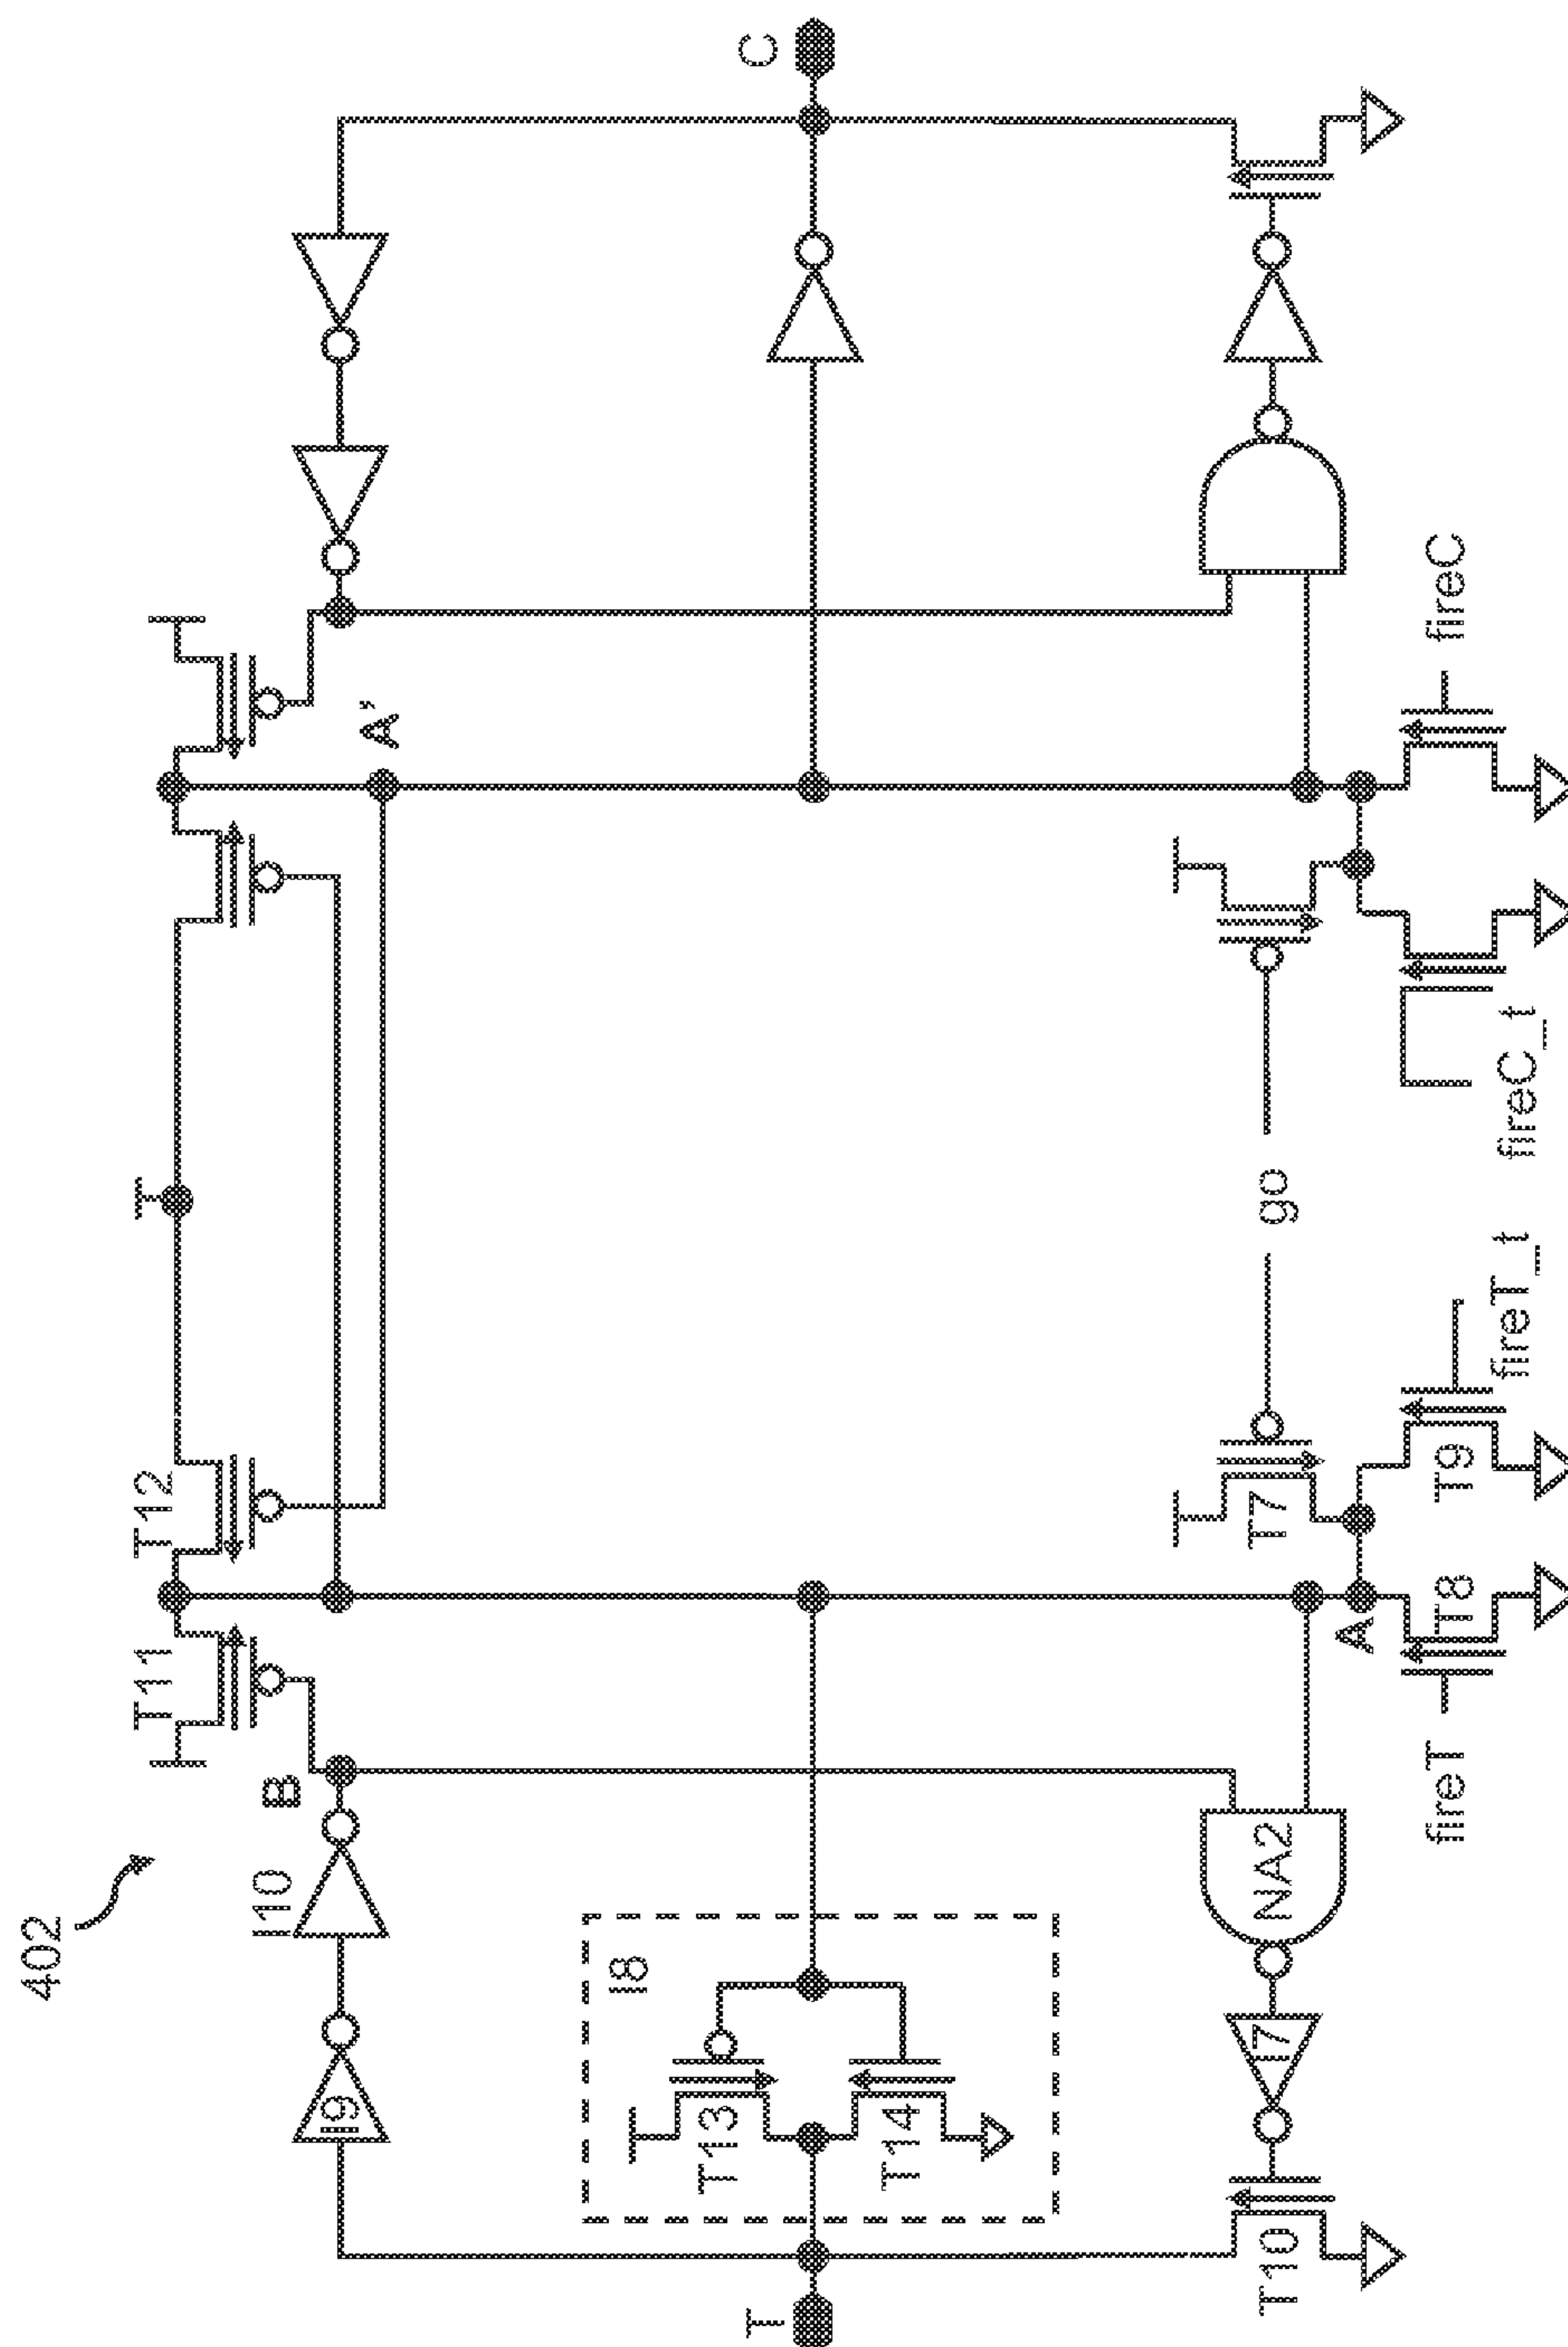 402
T
I9
I10
B
T11
T12
A'
C
I8
T13
T14
T10
I7
NA2
A
T7
go
fireT
T8
T9
fireT_t
fireC_t
fireC